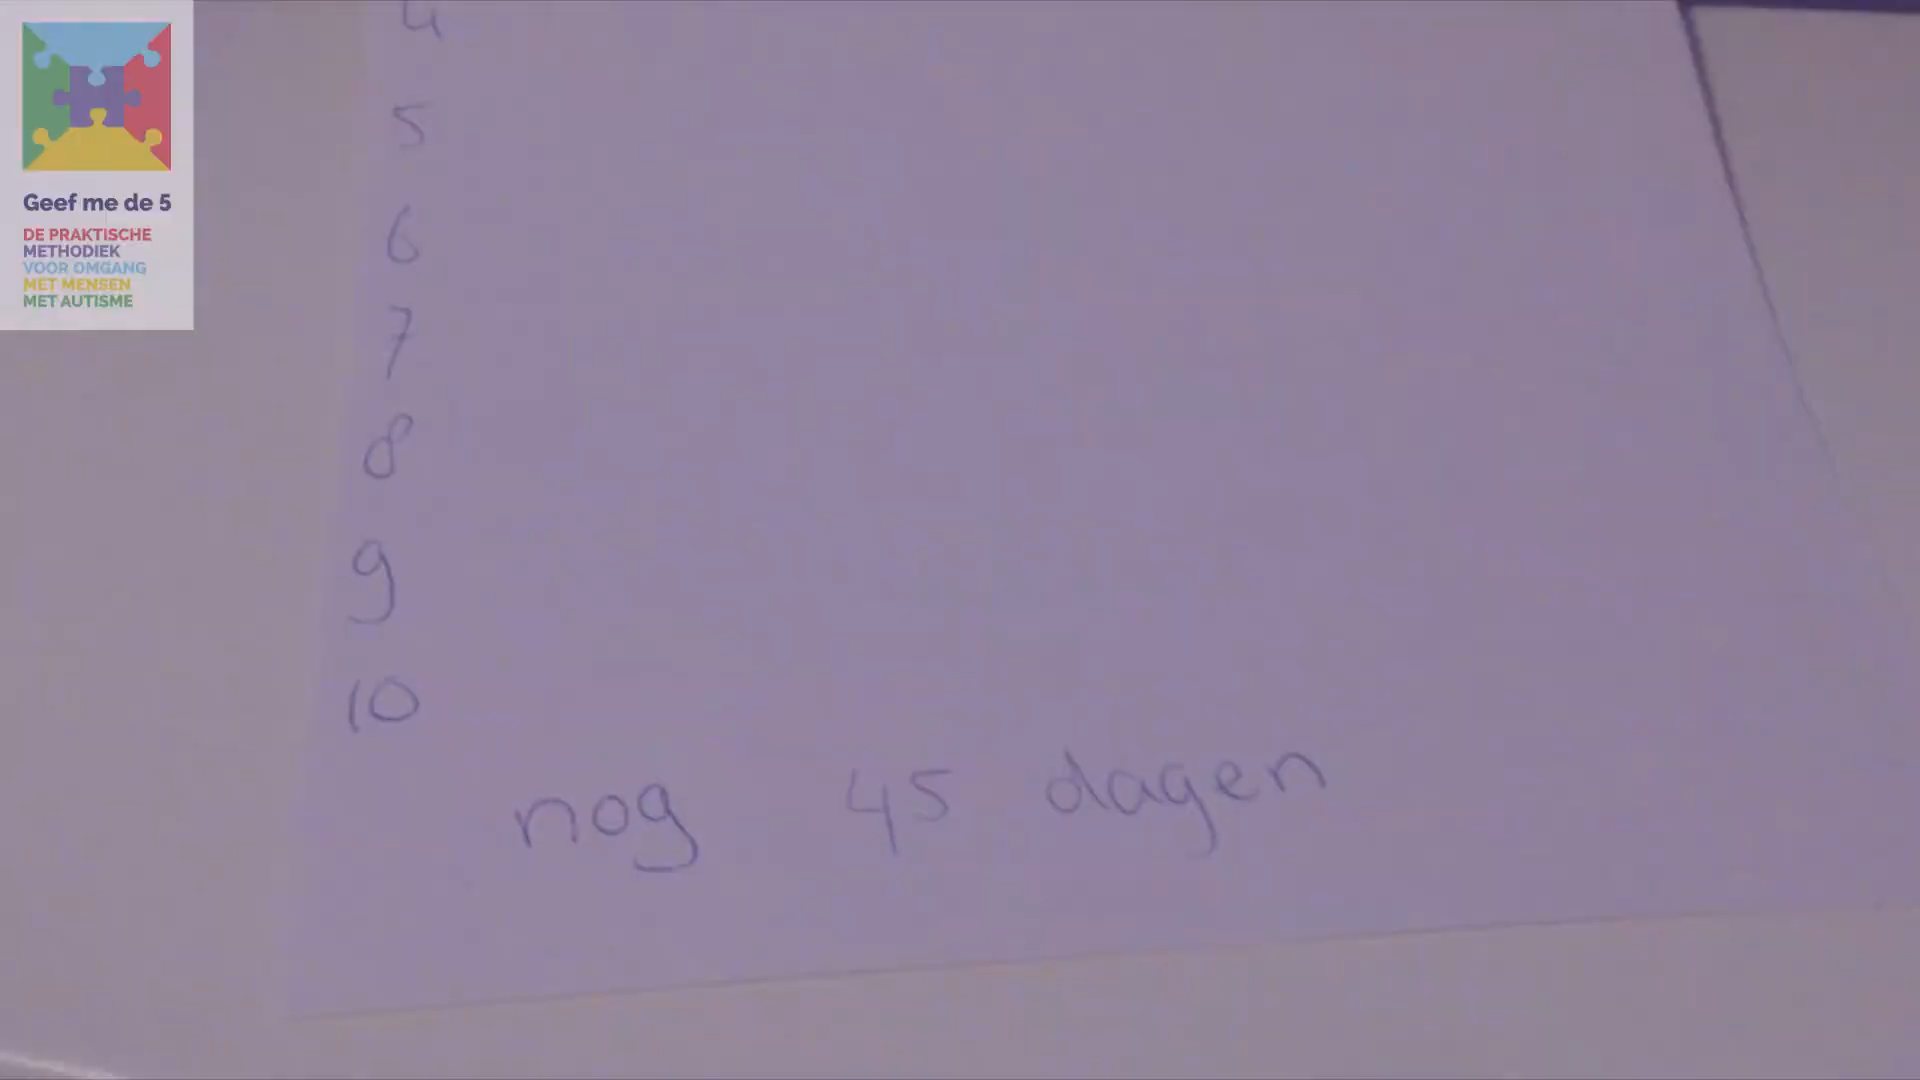 Geef me de 5
DE PRAKTISCHE
METHODIEK
VOOR OMGANG
MET MENSEN
MET AUTISME
4
5
6
7
8
9
10
nog 45 dagen